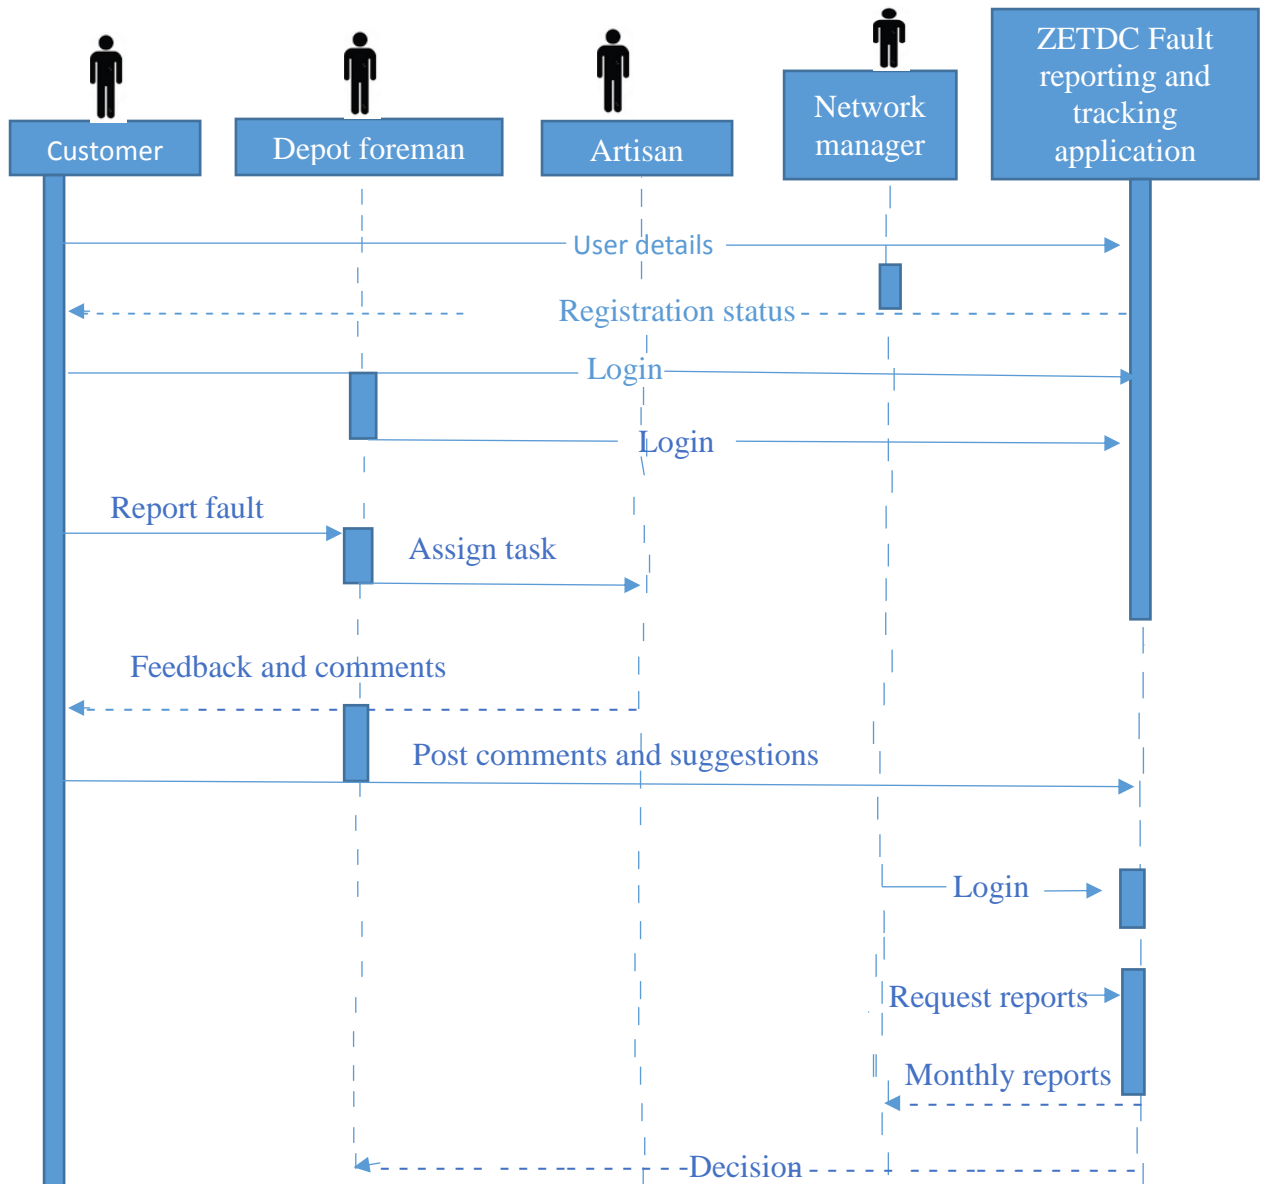 Customer
Depot foreman
Artisan
Network
manager
ZETDC Fault
reporting and
tracking
application
User details
Registration status
Login
Login
Report fault
Assign task
Feedback and comments
Post comments and suggestions
Login
Request reports
Monthly reports
Decision